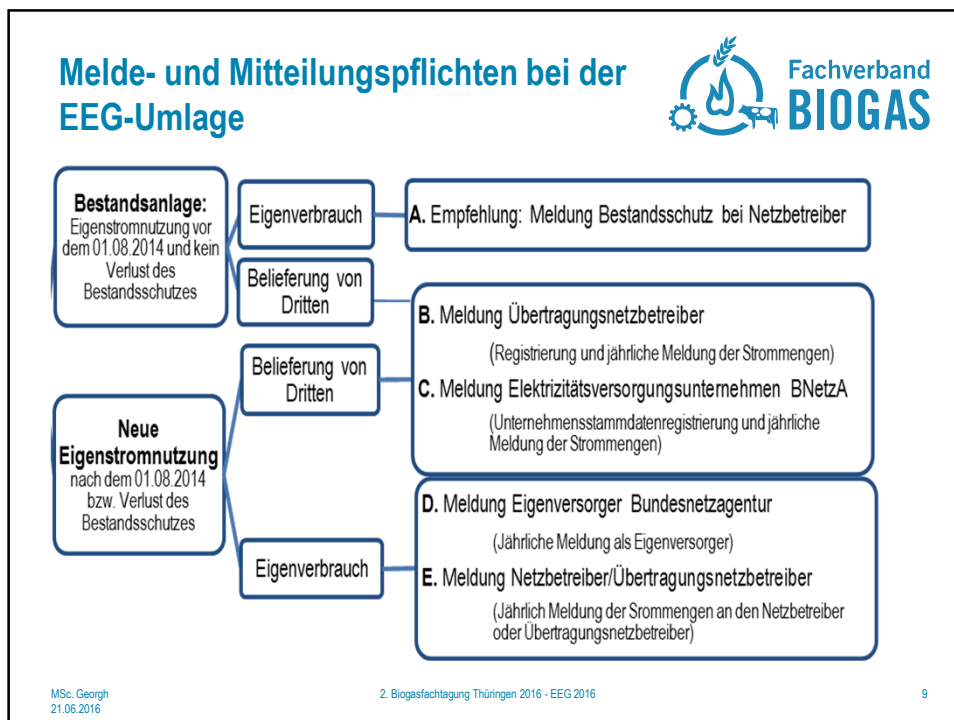 Melde- und Mitteilungspflichten bei der
EEG-Umlage
Fachverband
BIOGAS
Bestandsanlage:
Eigenstromnutzung vor
dem 01.08.2014 und kein
Verlust des
Bestandsschutzes
Eigenverbrauch
A. Empfehlung: Meldung Bestandsschutz bei Netzbetreiber
Belieferung von
Dritten
B. Meldung Übertragungsnetzbetreiber
(Registrierung und jährliche Meldung der Strommengen)
C. Meldung Elektrizitätsversorgungsunternehmen BNetzA
(Unternehmensstammdatenregistrierung und jährliche
Meldung der Strommengen)
Belieferung von
Dritten
Neue
Eigenstromnutzung
nach dem 01.08.2014
bzw. Verlust des
Bestandsschutzes
Eigenverbrauch
D. Meldung Eigenversorger Bundesnetzagentur
(Jährliche Meldung als Eigenversorger)
E. Meldung Netzbetreiber/Übertragungsnetzbetreiber
(Jährlich Meldung der Srommengen an den Netzbetreiber
oder Übertragungsnetzbetreiber)
MSc. Georgh
21.06.2016
2. Biogasfachtagung Thüringen 2016 - EEG 2016
9